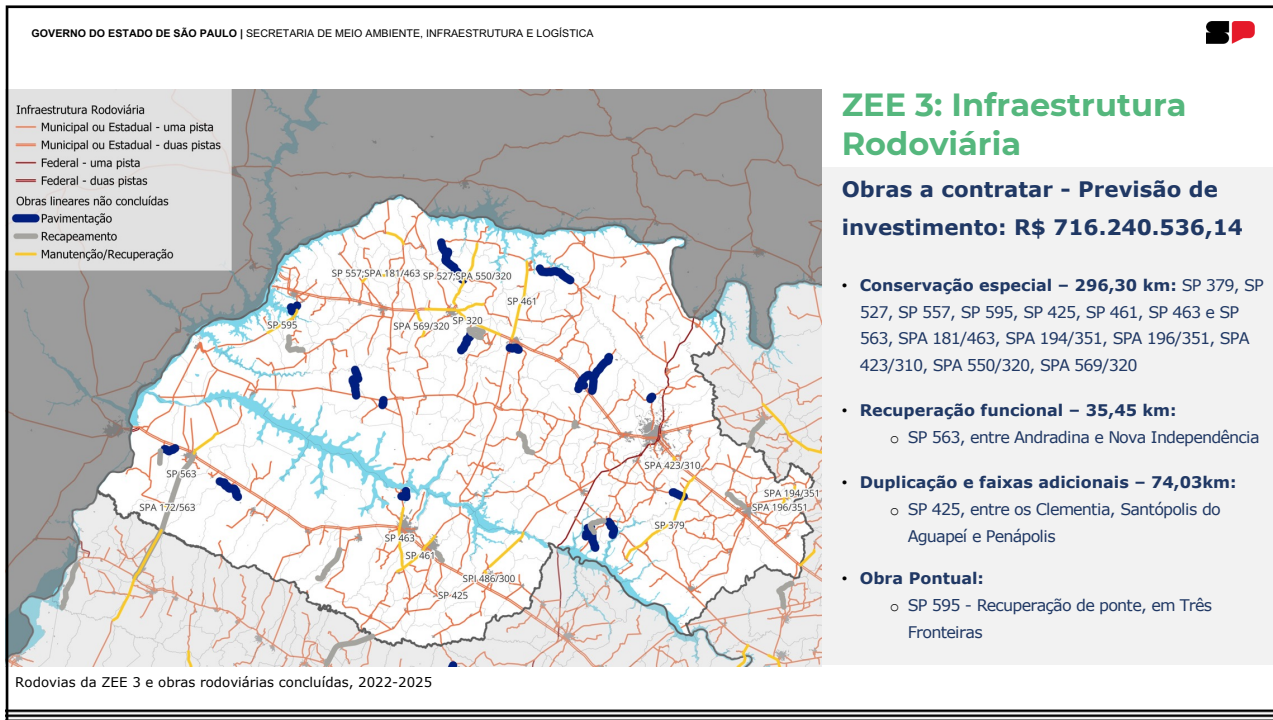 GOVERNO DO ESTADO DE SÃO PAULO | SECRETARIA DE MEIO AMBIENTE, INFRAESTRUTURA E LOGÍSTICA
SP
Infraestrutura Rodoviária
Municipal ou Estadual - uma pista
Municipal ou Estadual - duas pistas
Federal - uma pista
Federal - duas pistas
Obras lineares não concluídas
Pavimentação
Recapeamento
Manutenção/Recuperação
SP 557,SPA 181/463
SP 527,SPA 550/320
SP 461
SP 595
SPA 569/320
SP 320
SP 563
SPA 172/563
SPA 423/310
SPA 194/351
SPA 196/351
SP 379
SP 463
SP 461
SPI 486/300
SP 425
Rodovias da ZEE 3 e obras rodoviárias concluídas, 2022-2025
ZEE 3: Infraestrutura
Rodoviária
Obras a contratar - Previsão de
investimento: R$ 716.240.536,14
• Conservação especial – 296,30 km: SP 379, SP
527, SP 557, SP 595, SP 425, SP 461, SP 463 e SP
563, SPA 181/463, SPA 194/351, SPA 196/351, SPA
423/310, SPA 550/320, SPA 569/320
• Recuperação funcional – 35,45 km:
o SP 563, entre Andradina e Nova Independência
• Duplicação e faixas adicionais – 74,03km:
o SP 425, entre os Clementia, Santópolis do
Aguapeí e Penápolis
• Obra Pontual:
o SP 595 - Recuperação de ponte, em Três
Fronteiras